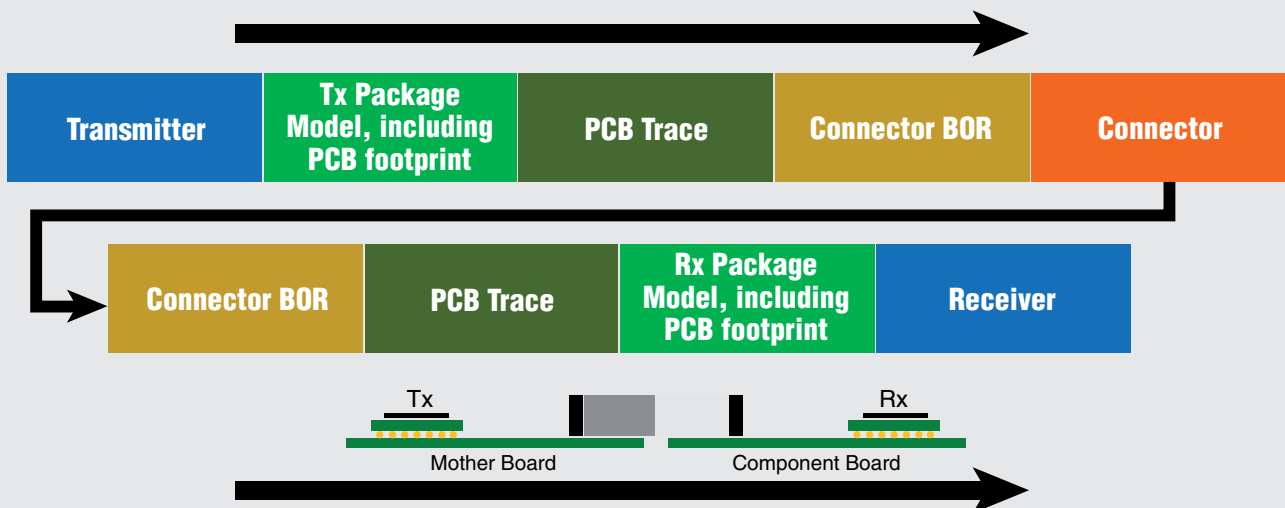 Transmitter
Tx Package
Model, including
PCB footprint
PCB Trace
Connector BOR
Connector
Connector BOR
PCB Trace
Rx Package
Model, including
PCB footprint
Receiver
Tx
Rx
Mother Board
Component Board